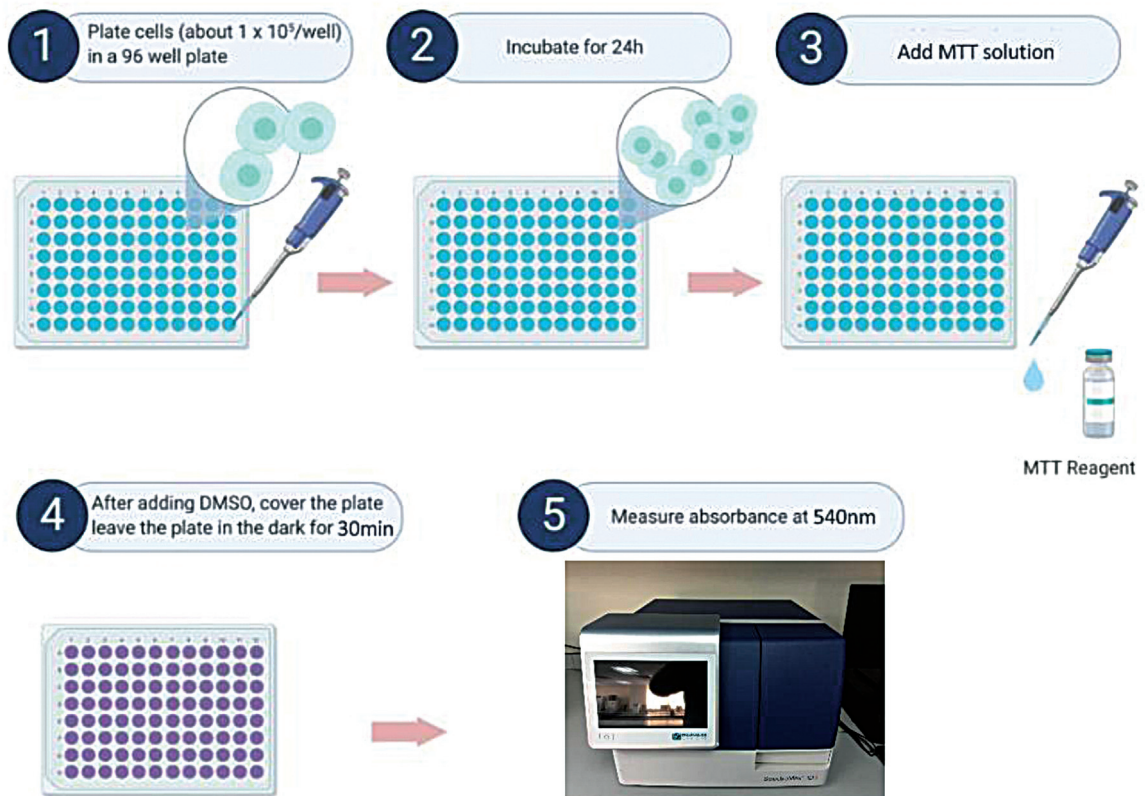 1
Plate cells (about 1 x 10⁵/well)
in a 96 well plate
2
Incubate for 24h
3
Add MTT solution
MTT Reagent
4
After adding DMSO, cover the plate
leave the plate in the dark for 30min
5
Measure absorbance at 540nm